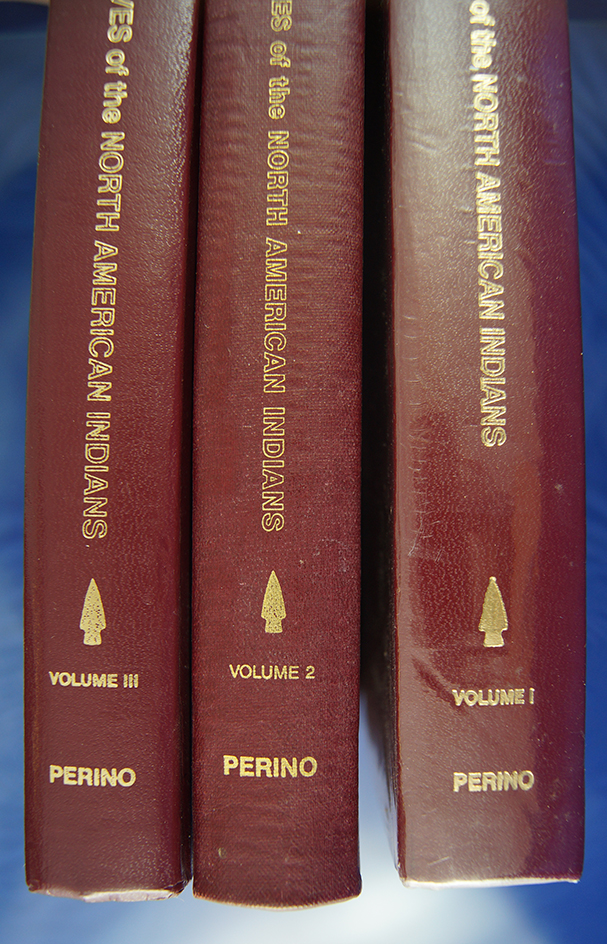 VES of the NORTH AMERICAN INDIANS
VOLUME III
PERINO
ES of the NORTH AMERICAN INDIANS
VOLUME 2
PERINO
of the NORTH AMERICAN INDIANS
VOLUME I
PERINO